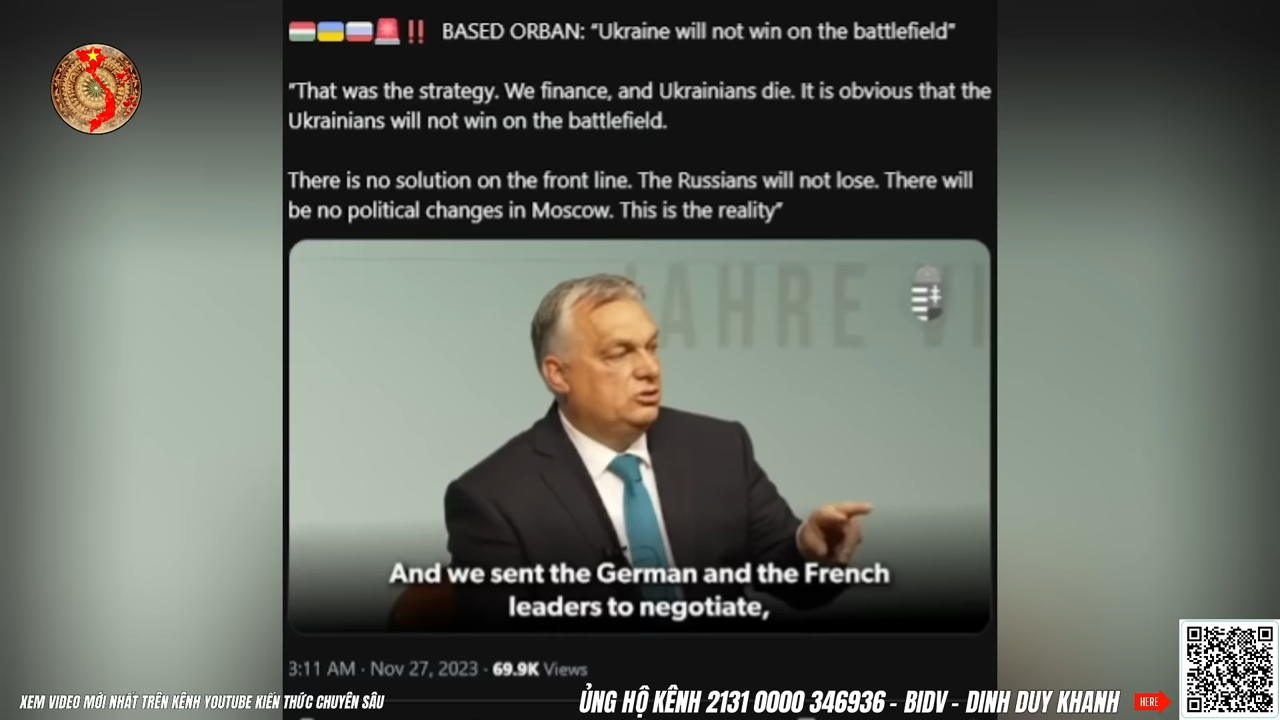 BASED ORBAN: “Ukraine will not win on the battlefield”
"That was the strategy. We finance, and Ukrainians die. It is obvious that the
Ukrainians will not win on the battlefield.
There is no solution on the front line. The Russians will not lose. There will
be no political changes in Moscow. This is the reality”
JAHRE VI
And we sent the German and the French
leaders to negotiate,
3:11 AM · Nov 27, 2023 · 69.9K Views
XEM VIDEO MỚI NHẤT TRÊN KÊNH YOUTUBE KIẾN THỨC CHUYÊN SÂU
ỦNG HỘ KÊNH 2131 0000 346936 - BIDV - DINH DUY KHANH
HERE